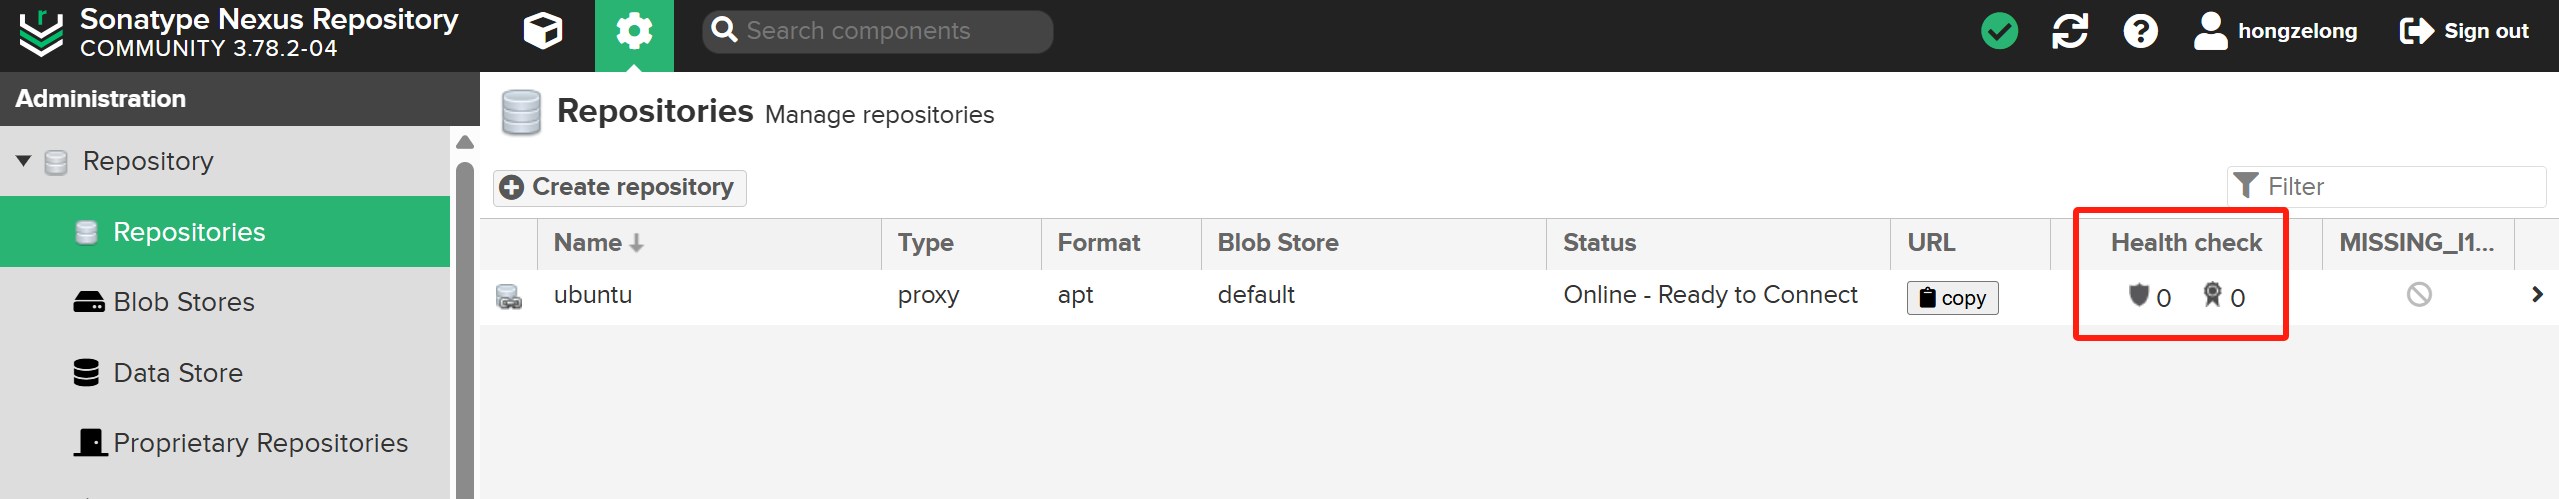 Sonatype Nexus Repository
COMMUNITY 3.78.2-04
Search components
hongzelong
Sign out
Administration
Repositories Manage repositories
Repository
Create repository
Filter
Repositories
Name Type Format Blob Store Status URL Health check MISSING_I1...
ubuntu proxy apt default Online - Ready to Connect copy 0 0
Blob Stores
Data Store
Proprietary Repositories